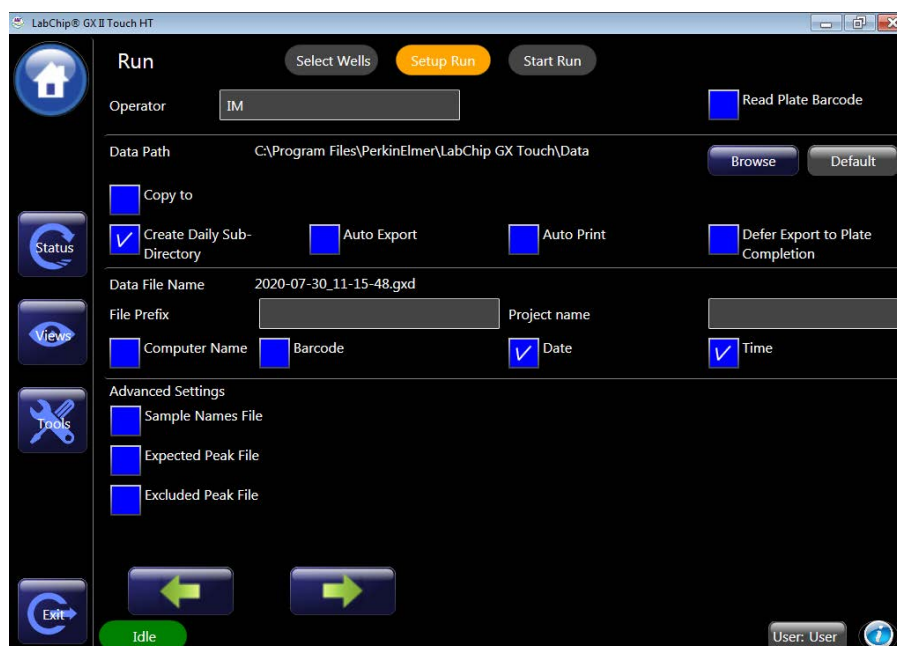 LabChip® GX II Touch HT
Run
Select Wells
Setup Run
Start Run
Operator
IM
Read Plate Barcode
Data Path
C:\Program Files\PerkinElmer\LabChip GX Touch\Data
Browse
Default
Copy to
Create Daily Sub-
Directory
Auto Export
Auto Print
Defer Export to Plate
Completion
Status
Data File Name
2020-07-30_11-15-48.gxd
File Prefix
Project name
Views
Computer Name
Barcode
Date
Time
Advanced Settings
Sample Names File
Tools
Expected Peak File
Excluded Peak File
Exit
Idle
User: User